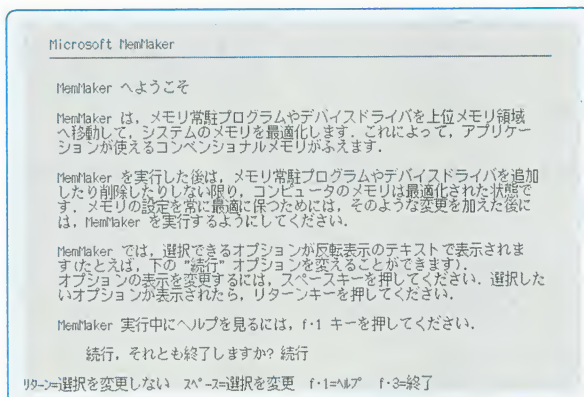 Microsoft MemMaker
MemMaker へようこそ
MemMaker は，メモリ常駐プログラムやデバイスドライバを上位メモリ領域
へ移動して，システムのメモリを最適化します．これによって，アプリケー
ションが使えるコンベンショナルメモリがふえます．
MemMaker を実行した後は，メモリ常駐プログラムやデバイスドライバを追加
したり削除したりしない限り，コンピュータのメモリは最適化された状態で
す．メモリの設定を常に最適に保つためには，そのような変更を加えた後に
は，MemMaker を実行するようにしてください．
MemMaker では，選択できるオプションが反転表示のテキストで表示されま
す(たとえば，下の "続行" オプションを変えることができます)．
オプションの表示を変更するには，スペースキーを押してください．選択した
いオプションが表示されたら，リターンキーを押してください．
MemMaker 実行中にヘルプを見るには，f･1 キーを押してください．
続行，それとも終了しますか? 続行
ﾘﾀｰﾝ=選択を変更しない ｽﾍﾟｰｽ=選択を変更 f･1=ﾍﾙﾌﾟ f･3=終了